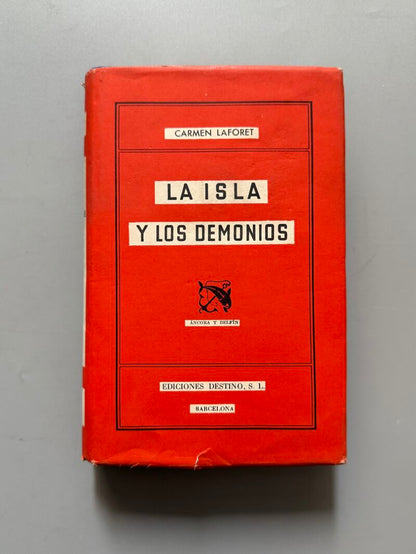 CARMEN LAFORET
LA ISLA
Y LOS DEMONIOS
ÁNCORA Y DELFÍN
EDICIONES DESTINO, S. L.
BARCELONA